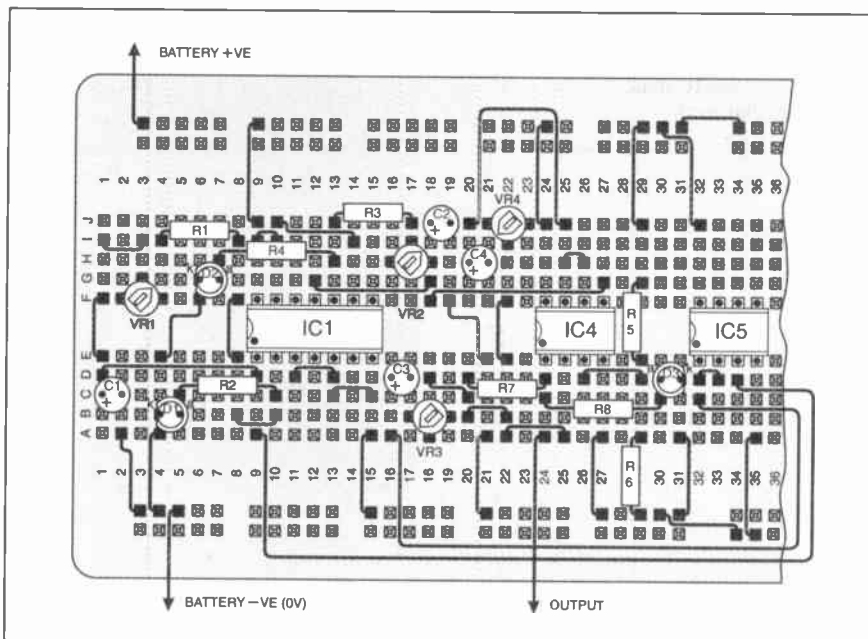 BATTERY +VE
1 2 3 4 5 6 7 8 9 10 11 12 13 14 15 16 17 18 19 20 21 22 23 24 25 26 27 28 29 30 31 32 33 34 35 36
J
I
H
G
F
R1
R3
C2
+
VR4
R4
C4
+
VR1
VR2
IC1
IC4
R5
IC5
E
D
C
B
A
C1
+
R2
C3
+
R7
R8
VR3
R6
1 2 3 4 5 6 7 8 9 10 11 12 13 14 15 16 17 18 19 20 21 22 23 24 25 26 27 28 29 30 31 32 33 34 35 36
BATTERY −VE (0V)
OUTPUT